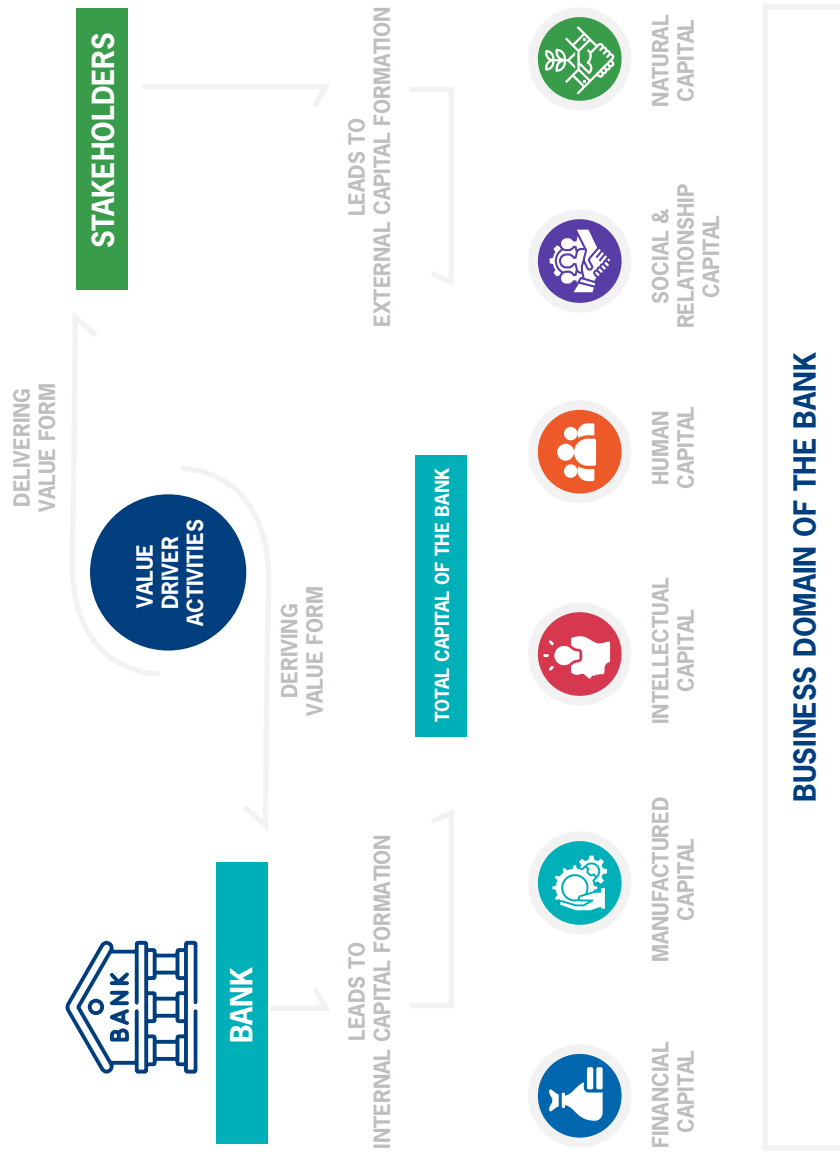 BANK
BANK
DELIVERING
VALUE FORM
STAKEHOLDERS
VALUE
DRIVER
ACTIVITIES
DERIVING
VALUE FORM
LEADS TO
INTERNAL CAPITAL FORMATION
LEADS TO
EXTERNAL CAPITAL FORMATION
TOTAL CAPITAL OF THE BANK
FINANCIAL
CAPITAL
MANUFACTURED
CAPITAL
INTELLECTUAL
CAPITAL
HUMAN
CAPITAL
SOCIAL &
RELATIONSHIP
CAPITAL
NATURAL
CAPITAL
BUSINESS DOMAIN OF THE BANK